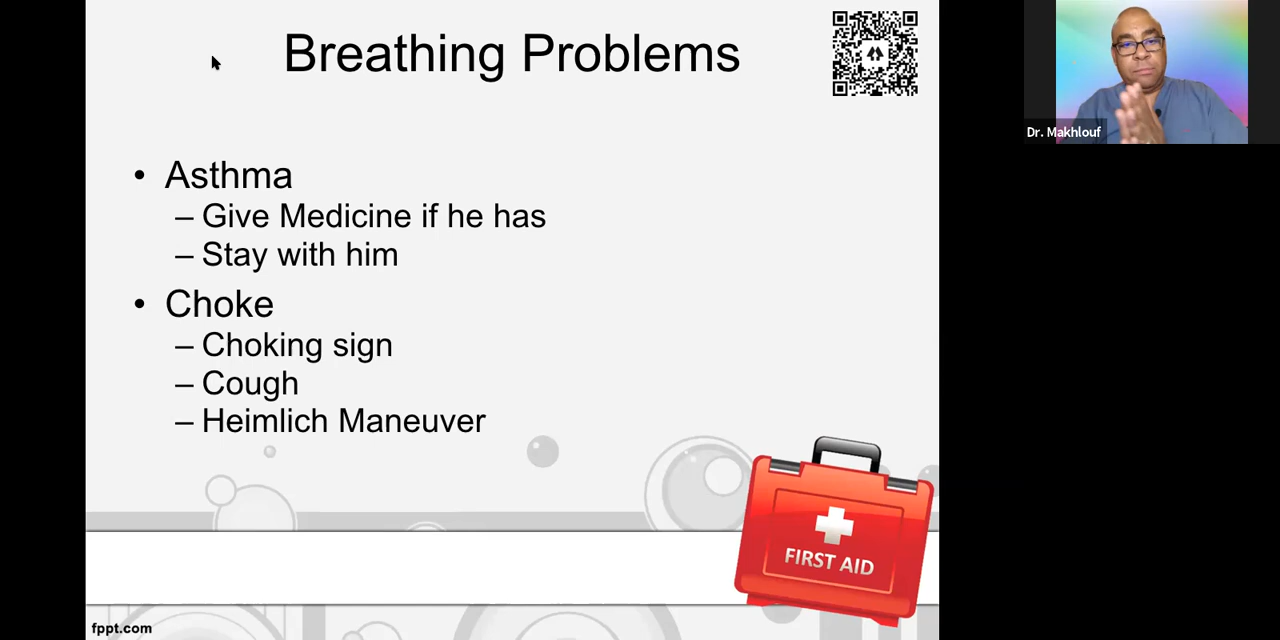 Breathing Problems
Dr. Makhlouf
• Asthma
– Give Medicine if he has
– Stay with him
• Choke
– Choking sign
– Cough
– Heimlich Maneuver
FIRST AID
fppt.com